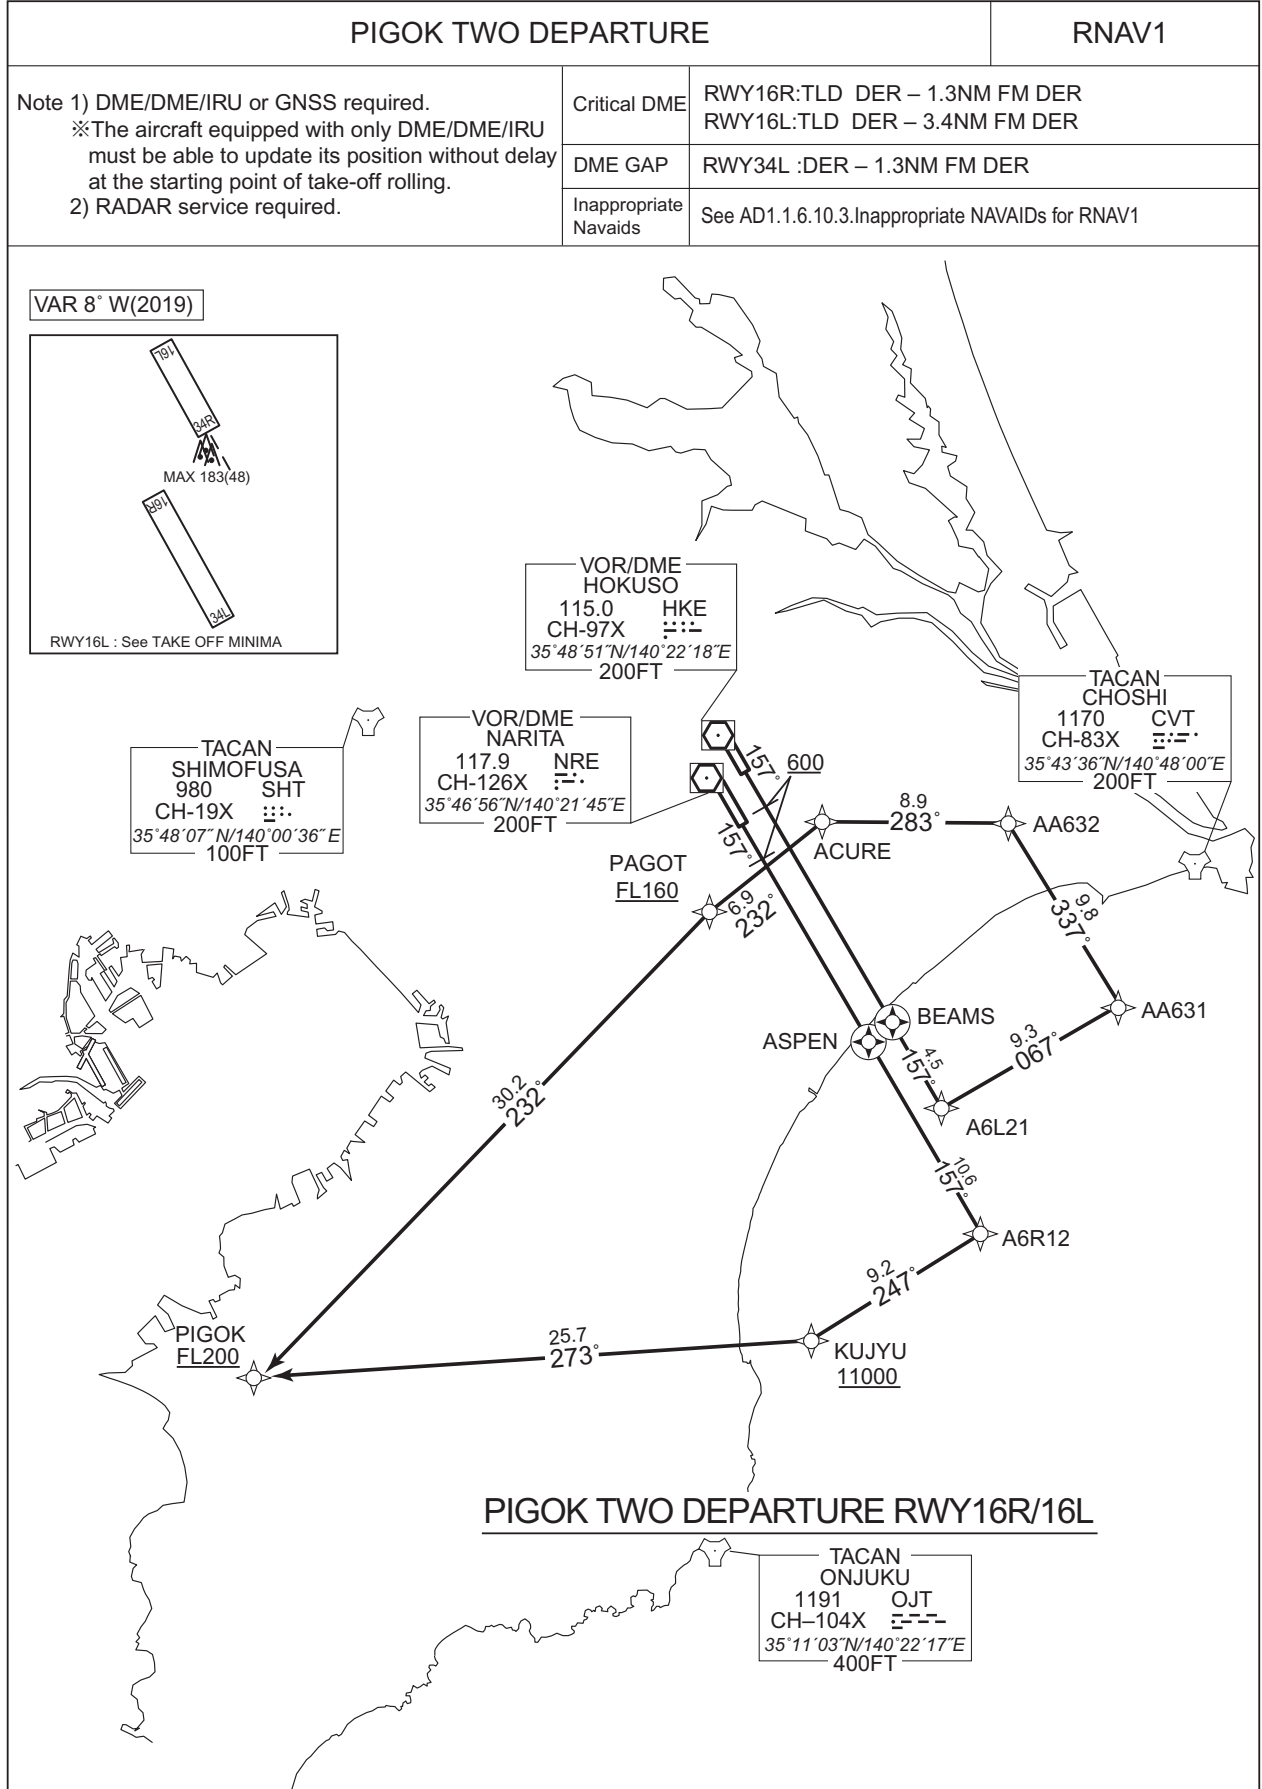 PIGOK TWO DEPARTURE
RNAV1
Note 1) DME/DME/IRU or GNSS required.
※The aircraft equipped with only DME/DME/IRU
must be able to update its position without delay
at the starting point of take-off rolling.
2) RADAR service required.
Critical DME
RWY16R:TLD DER – 1.3NM FM DER
RWY16L:TLD DER – 3.4NM FM DER
DME GAP
RWY34L :DER – 1.3NM FM DER
Inappropriate
Navaids
See AD1.1.6.10.3.Inappropriate NAVAIDs for RNAV1
VAR 8° W(2019)
16L
34R
MAX 183(48)
16R
34L
RWY16L : See TAKE OFF MINIMA
VOR/DME
HOKUSO
115.0 HKE
CH-97X
35°48´51˝N/140°22´18˝E
200FT
TACAN
CHOSHI
1170 CVT
CH-83X
35°43´36˝N/140°48´00˝E
200FT
VOR/DME
NARITA
117.9 NRE
CH-126X
35°46´56˝N/140°21´45˝E
200FT
TACAN
SHIMOFUSA
980 SHT
CH-19X
35°48´07˝N/140°00´36˝E
100FT
157°
600
157°
8.9
283°
AA632
ACURE
PAGOT
FL160
6.9
232°
9.8
337°
AA631
BEAMS
ASPEN
9.3
067°
4.5
157°
A6L21
30.2
232°
10.6
157°
A6R12
9.2
247°
PIGOK
FL200
25.7
273°
KUJYU
11000
PIGOK TWO DEPARTURE RWY16R/16L
TACAN
ONJUKU
1191 OJT
CH–104X
35°11´03˝N/140°22´17˝E
400FT